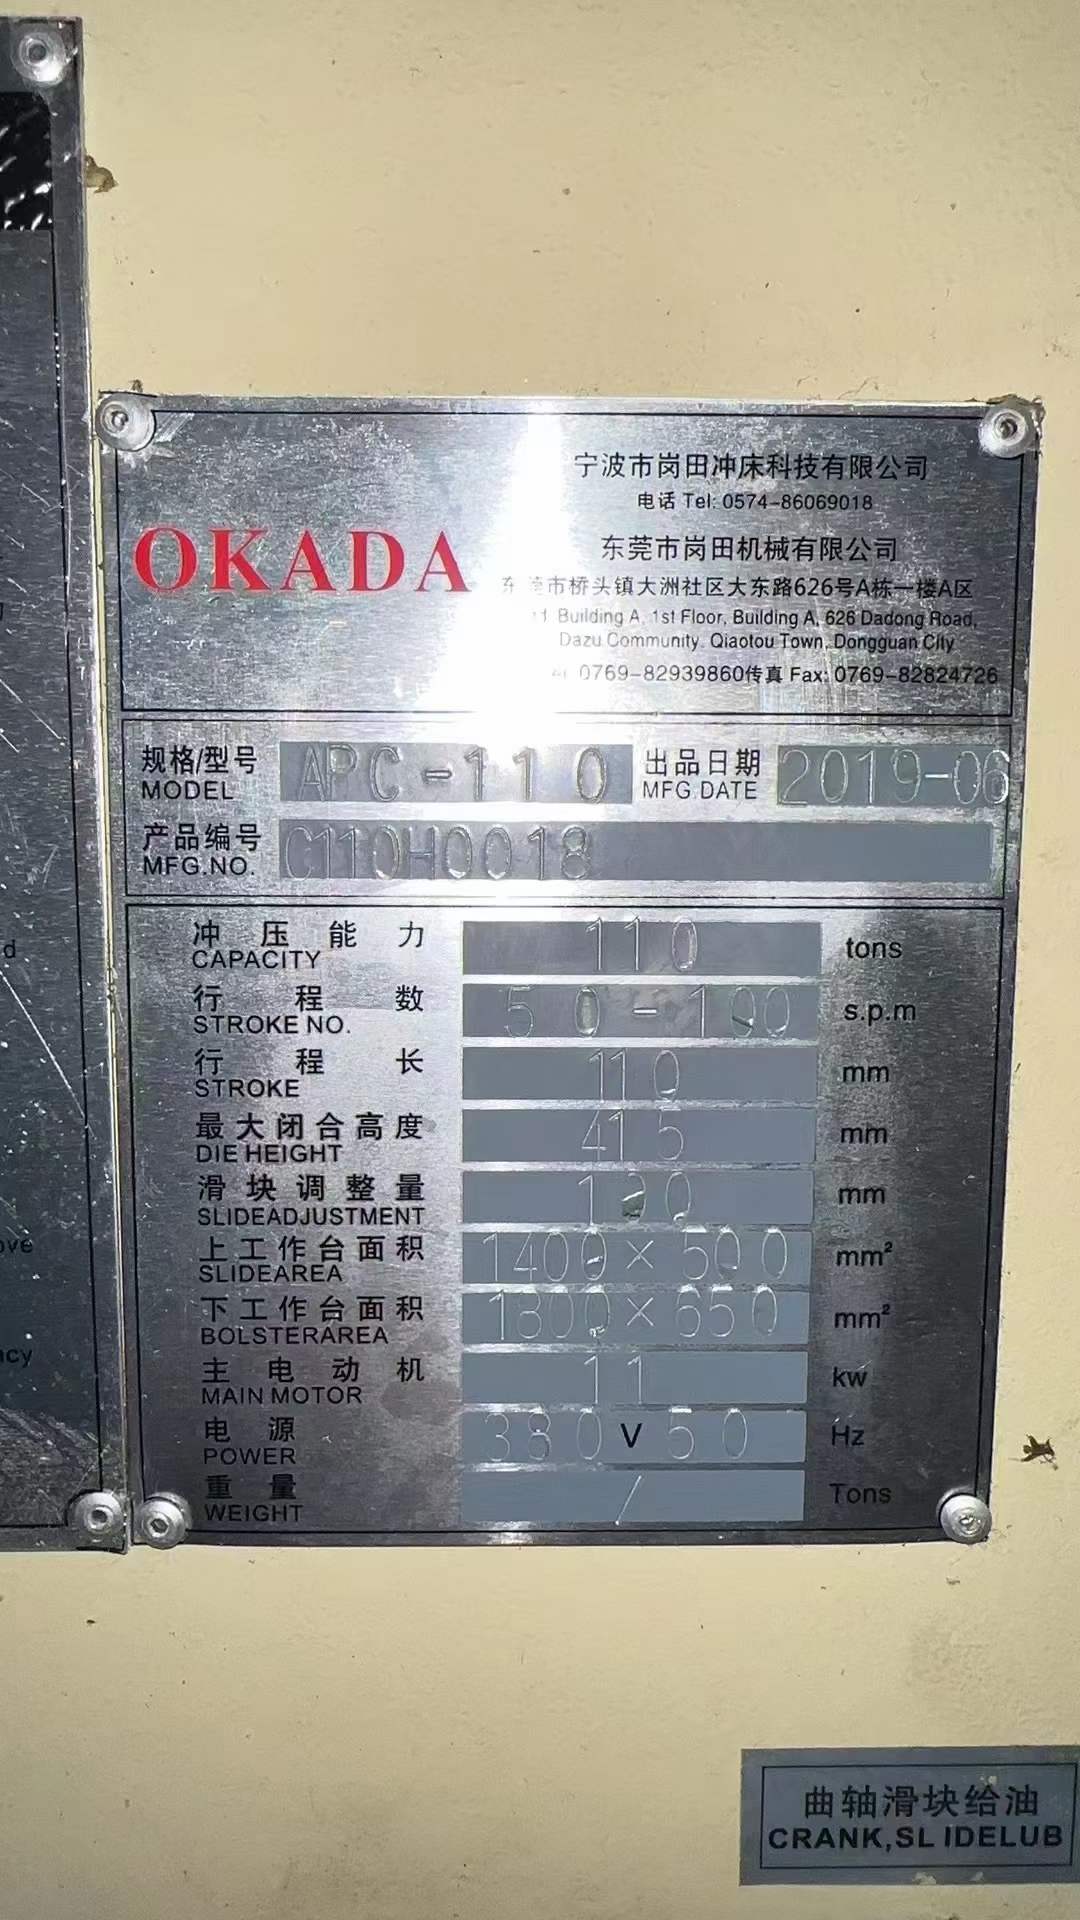 宁波市岗田冲床科技有限公司
电话 Tel: 0574-86069018
OKADA
东莞市岗田机械有限公司
东莞市桥头镇大洲社区大东路626号A栋一楼A区
Building A, 1st Floor, Building A, 626 Dadong Road,
Dazu Community, Qiaotou Town, Dongguan City
0769-82939860传真 Fax: 0769-82824726
规格/型号 APC-110 出品日期 2019-06
MODEL MFG.DATE
产品编号 C110H0018
MFG.NO.
冲压能力 110 tons
CAPACITY
行程数 50-100 s.p.m
STROKE NO.
行程长 110 mm
STROKE
最大闭合高度 415 mm
DIE HEIGHT
滑块调整量 100 mm
SLIDEADJUSTMENT
上工作台面积 1400×500 mm²
SLIDEAREA
下工作台面积 1800×650 mm²
BOLSTERAREA
主电动机 11 kw
MAIN MOTOR
电源 380 V 50 Hz
POWER
重量 / Tons
WEIGHT
曲轴滑块给油
CRANK,SLIDELUB